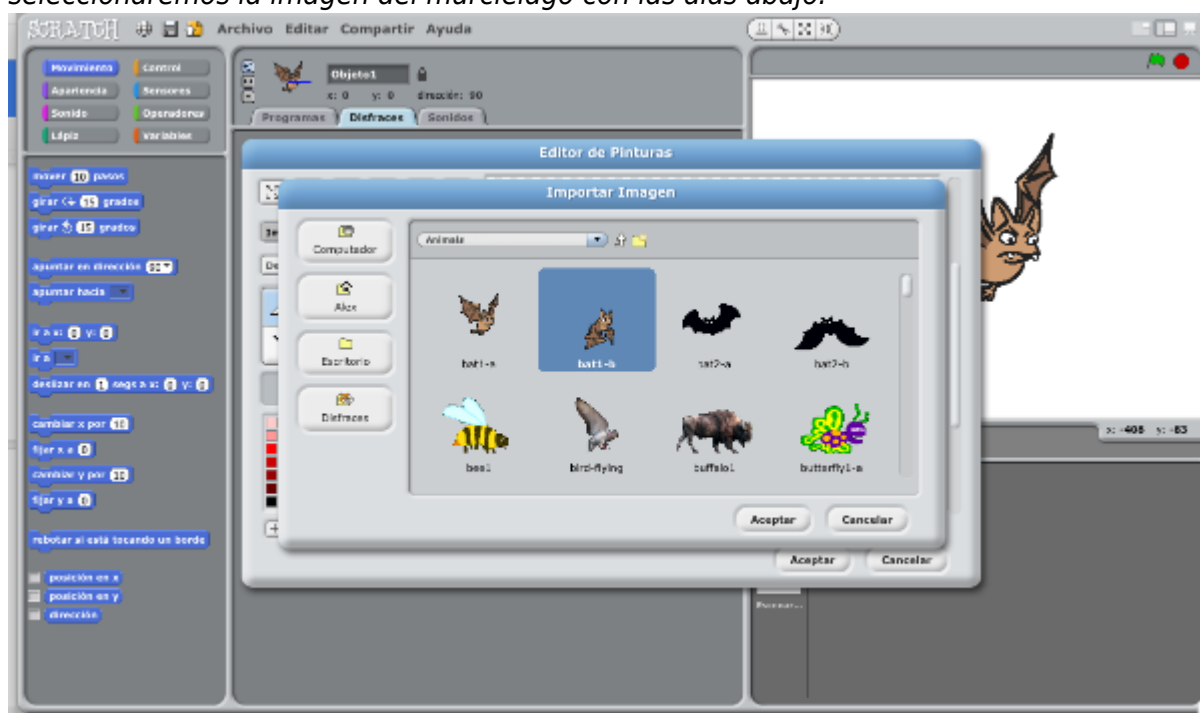 Seleccionaremos la imagen del murciélago con las alas abajo.
SCRATCH Archivo Editar Compartir Ayuda
Movimiento Control
Apariencia Sensores
Sonido Operadores
Lápiz Variables
Objeto1
x: 0 y: 0 dirección: 90
Programas Disfraces Sonidos
mover 10 pasos
girar 15 grados
girar 15 grados
apuntar en dirección 90
apuntar hacia
ir a x: 0 y: 0
ir a
deslizar en 1 segs a x: 0 y: 0
cambiar x por 10
fijar x a 0
cambiar y por 10
fijar y a 0
rebotar si está tocando un borde
posición en x
posición en y
dirección
Editor de Pinturas
Importar Imagen
Computador
Alex
Escritorio
Disfraces
Animals
bat1-a bat1-b bat2-a bat2-b
bee1 bird-flying buffalo1 butterfly1-a
Aceptar Cancelar
Aceptar Cancelar
x: -408 y: -83